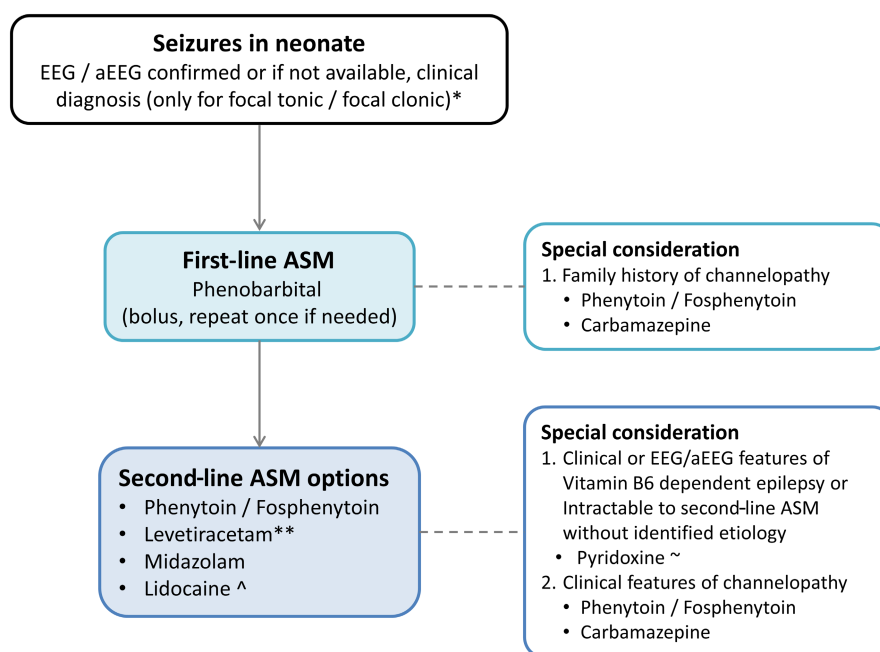 Seizures in neonate
EEG / aEEG confirmed or if not available, clinical
diagnosis (only for focal tonic / focal clonic)*
First-line ASM
Phenobarbital
(bolus, repeat once if needed)
Special consideration
1. Family history of channelopathy
• Phenytoin / Fosphenytoin
• Carbamazepine
Second-line ASM options
• Phenytoin / Fosphenytoin
• Levetiracetam**
• Midazolam
• Lidocaine ^
Special consideration
1. Clinical or EEG/aEEG features of
Vitamin B6 dependent epilepsy or
Intractable to second-line ASM
without identified etiology
• Pyridoxine ~
2. Clinical features of channelopathy
• Phenytoin / Fosphenytoin
• Carbamazepine